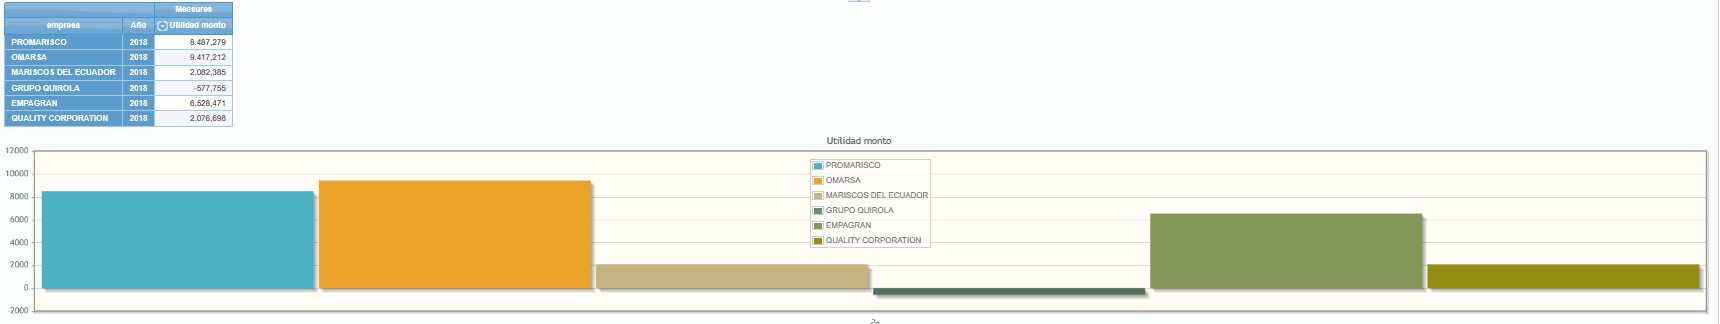 Measures
empresa Año Utilidad monto
PROMARISCO 2018 8.487,279
OMARSA 2018 9.417,212
MARISCOS DEL ECUADOR 2018 2.082,385
GRUPO QUIROLA 2018 -577,755
EMPAGRAN 2018 6.528,471
QUALITY CORPORATION 2018 2.076,698
Utilidad monto
12000
10000
8000
6000
4000
2000
0
-2000
PROMARISCO
OMARSA
MARISCOS DEL ECUADOR
GRUPO QUIROLA
EMPAGRAN
QUALITY CORPORATION